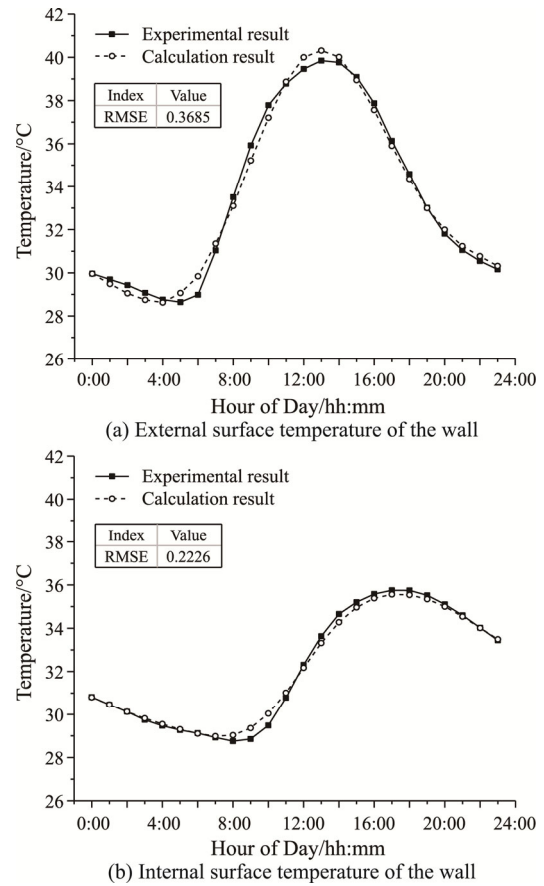 42
40
38
36
34
32
30
28
26
Temperature/°C
Experimental result
Calculation result
Index Value
RMSE 0.3685
0:00 4:00 8:00 12:00 16:00 20:00 24:00
Hour of Day/hh:mm
(a) External surface temperature of the wall
42
40
38
36
34
32
30
28
26
Temperature/°C
Experimental result
Calculation result
Index Value
RMSE 0.2226
0:00 4:00 8:00 12:00 16:00 20:00 24:00
Hour of Day/hh:mm
(b) Internal surface temperature of the wall